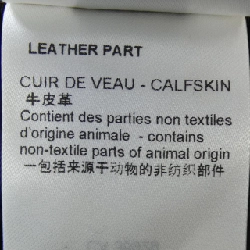 LEATHER PART
CUIR DE VEAU - CALFSKIN
牛皮革
Contient des parties non textiles
d'origine animale - contains
non-textile parts of animal origin
一包括来源于动物的非纺织部件